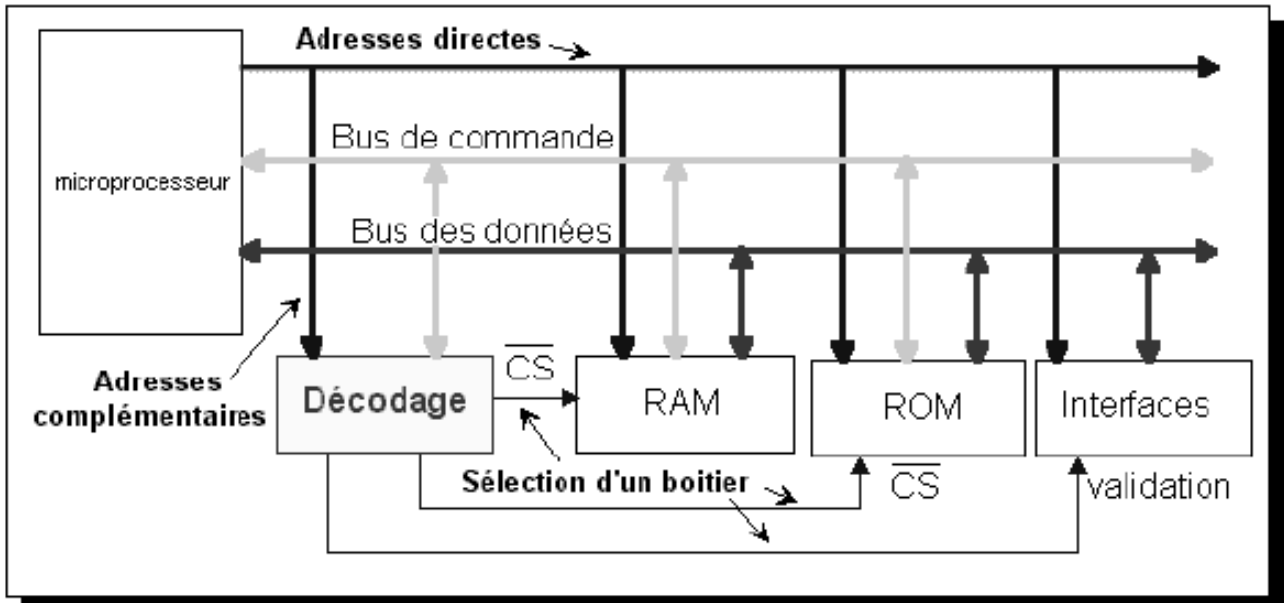 Adresses directes
Bus de commande
microprocesseur
Bus des données
Adresses
complémentaires
Décodage
CS
RAM
ROM
Interfaces
Sélection d'un boitier
CS
validation